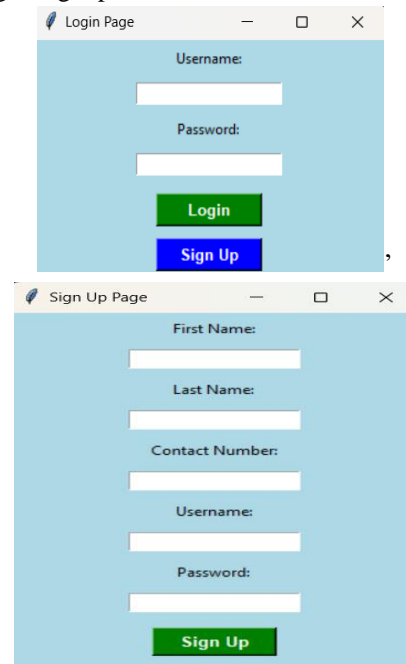 Login Page
Username:
Password:
Login
Sign Up
,
Sign Up Page
First Name:
Last Name:
Contact Number:
Username:
Password:
Sign Up